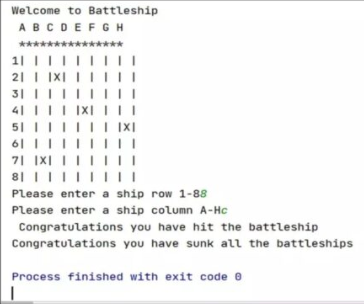 Welcome to Battleship
A B C D E F G H
***************
1| | | | | | | | |
2| | |X| | | | | |
3| | | | | | | | |
4| | | | |X| | | |
5| | | | | | | |X|
6| | | | | | | | |
7| |X| | | | | | |
8| | | | | | | | |
Please enter a ship row 1-88
Please enter a ship column A-Hc
Congratulations you have hit the battleship
Congratulations you have sunk all the battleships
Process finished with exit code 0